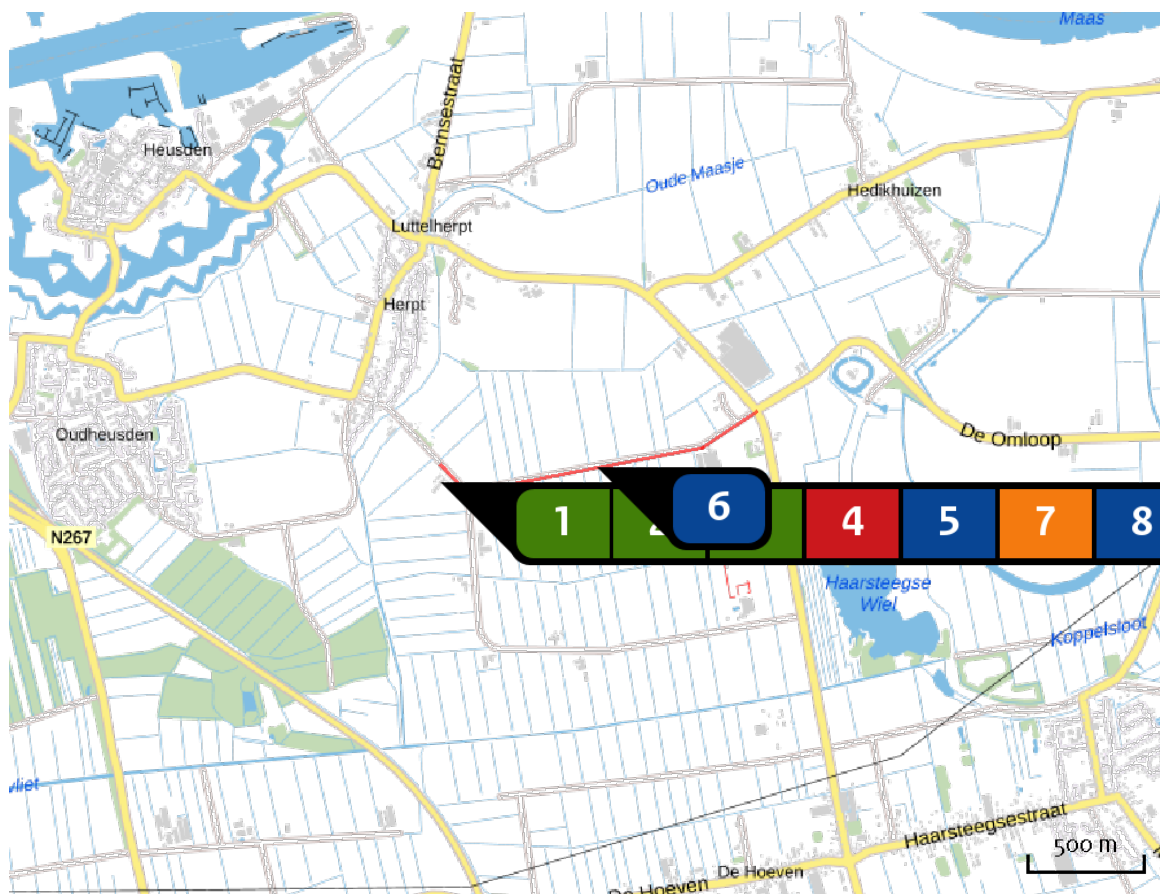 Maas
Bernsestraat
Heusden
Oude Maasje
Hedikhuizen
Luttelherpt
Herpt
Oudheusden
De Omloop
1
6
4
5
7
8
N267
Haarsteegse
Wiel
Koppelsloot
vliet
Haarsteegsestraat
500 m
De Hoeven
De Hoeven